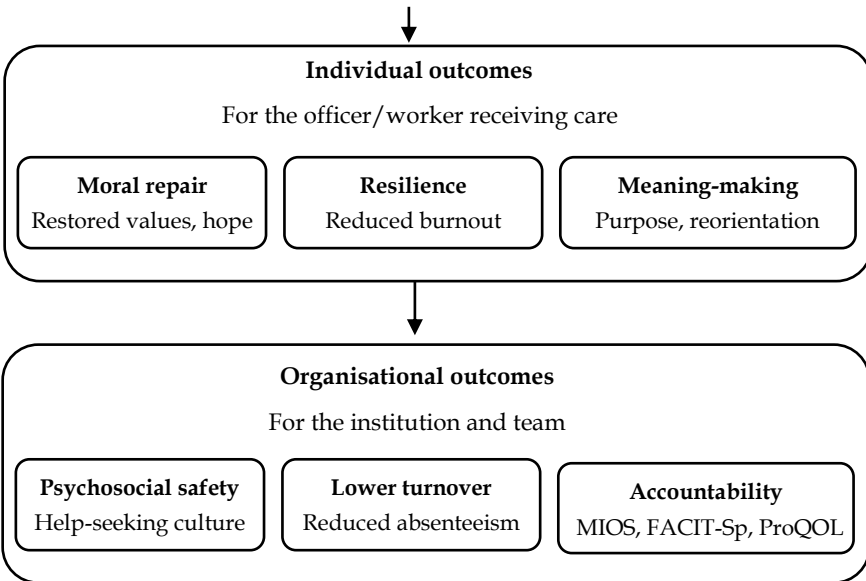 Individual outcomes
For the officer/worker receiving care
Moral repair
Restored values, hope
Resilience
Reduced burnout
Meaning-making
Purpose, reorientation
Organisational outcomes
For the institution and team
Psychosocial safety
Help-seeking culture
Lower turnover
Reduced absenteeism
Accountability
MIOS, FACIT-Sp, ProQOL